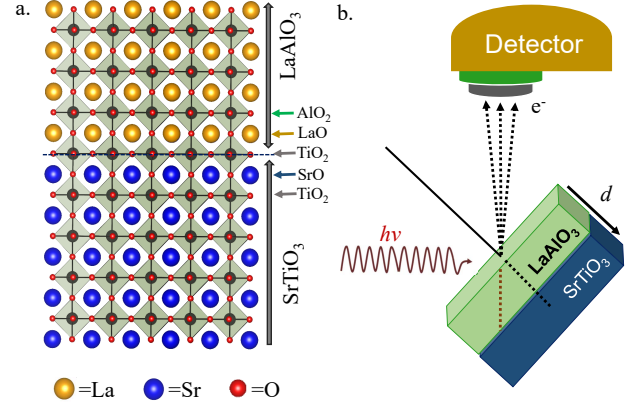 a.
LaAlO₃
AlO₂
LaO
TiO₂
SrO
TiO₂
SrTiO₃
=La
=Sr
=O
b.
Detector
e⁻
d
hν
LaAlO₃
SrTiO₃